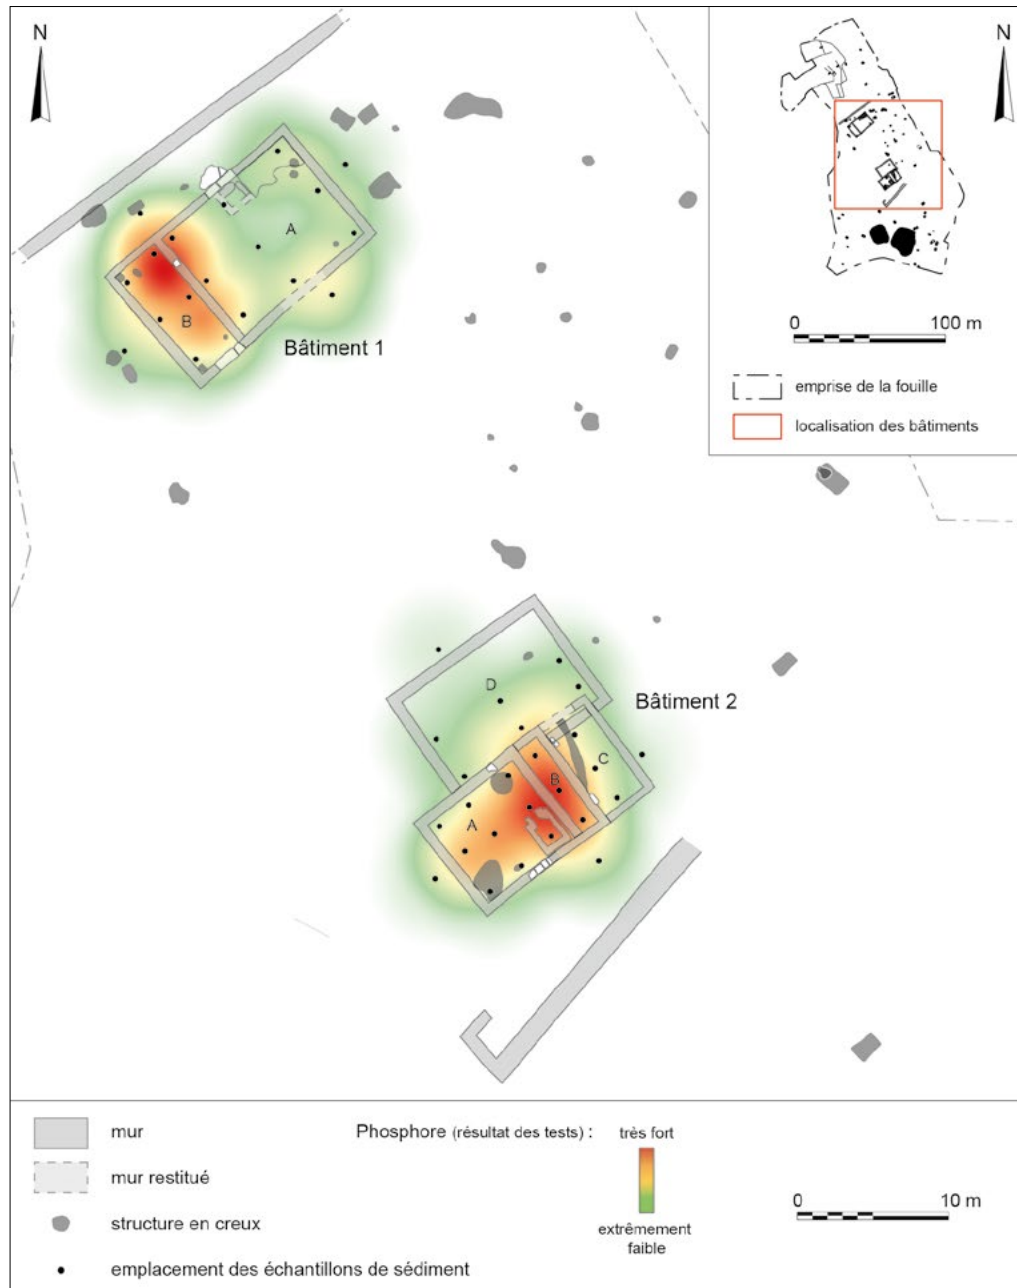 N
N
A
B
Bâtiment 1
0 100 m
emprise de la fouille
localisation des bâtiments
D
Bâtiment 2
C
B
A
mur
Phosphore (résultat des tests) :
très fort
mur restitué
0 10 m
structure en creux
extrêmement
faible
emplacement des échantillons de sédiment